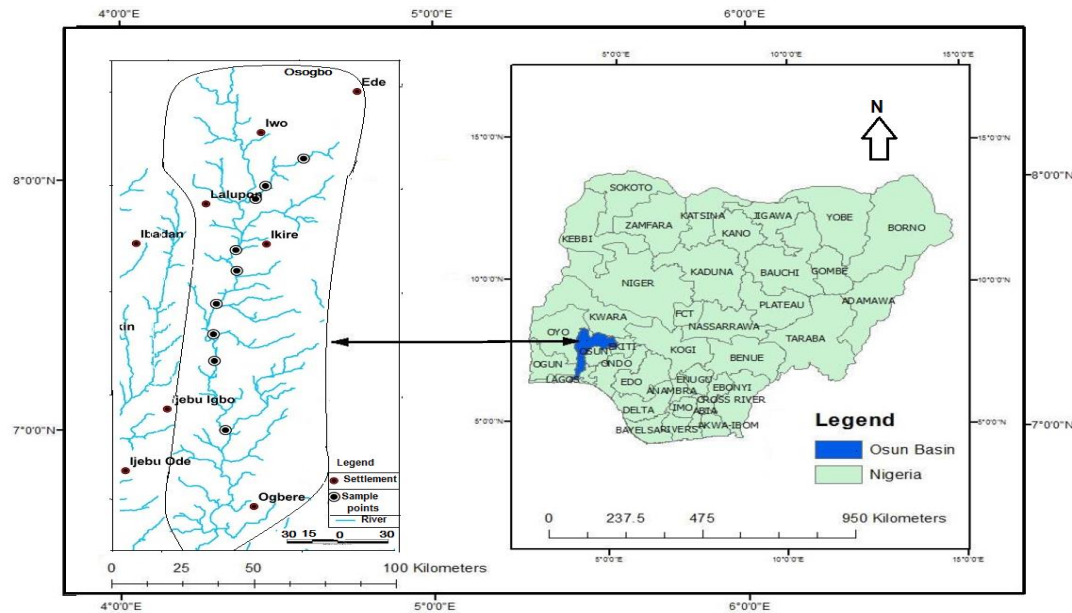 4°0'0"E 5°0'0"E 6°0'0"E
8°0'0"N
7°0'0"N
8°0'0"N
7°0'0"N
4°0'0"E 5°0'0"E 6°0'0"E
Osogbo
Ede
Iwo
Lalupon
Ibadan
Ikire
kin
jebu Igbo
Ijebu Ode
Ogbere
Legend
Settlement
Sample
points
River
30 15 0 30
0 25 50 100 Kilometers
5°0'0"E 10°0'0"E 15°0'0"E
15°0'0"N
10°0'0"N
5°0'0"N
15°0'0"N
10°0'0"N
5°0'0"N
5°0'0"E 10°0'0"E 15°0'0"E
N
SOKOTO
ZAMFARA
KATSINA
JIGAWA
YOBE
BORNO
KEBBI
KANO
KADUNA
BAUCHI
GOMBE
ADAMAWA
NIGER
PLATEAU
KWARA
FCT
NASSARRAWA
TARABA
OYO
OSUN
EKITI
KOGI
BENUE
OGUN
ONDO
LAGOS
EDO
ENUGU
EBONYI
ANAMBRA
CROSS RIVER
DELTA
IMO
ABIA
BAYELSA
RIVERS
AKWA-IBOM
Legend
Osun Basin
Nigeria
0 237.5 475 950 Kilometers